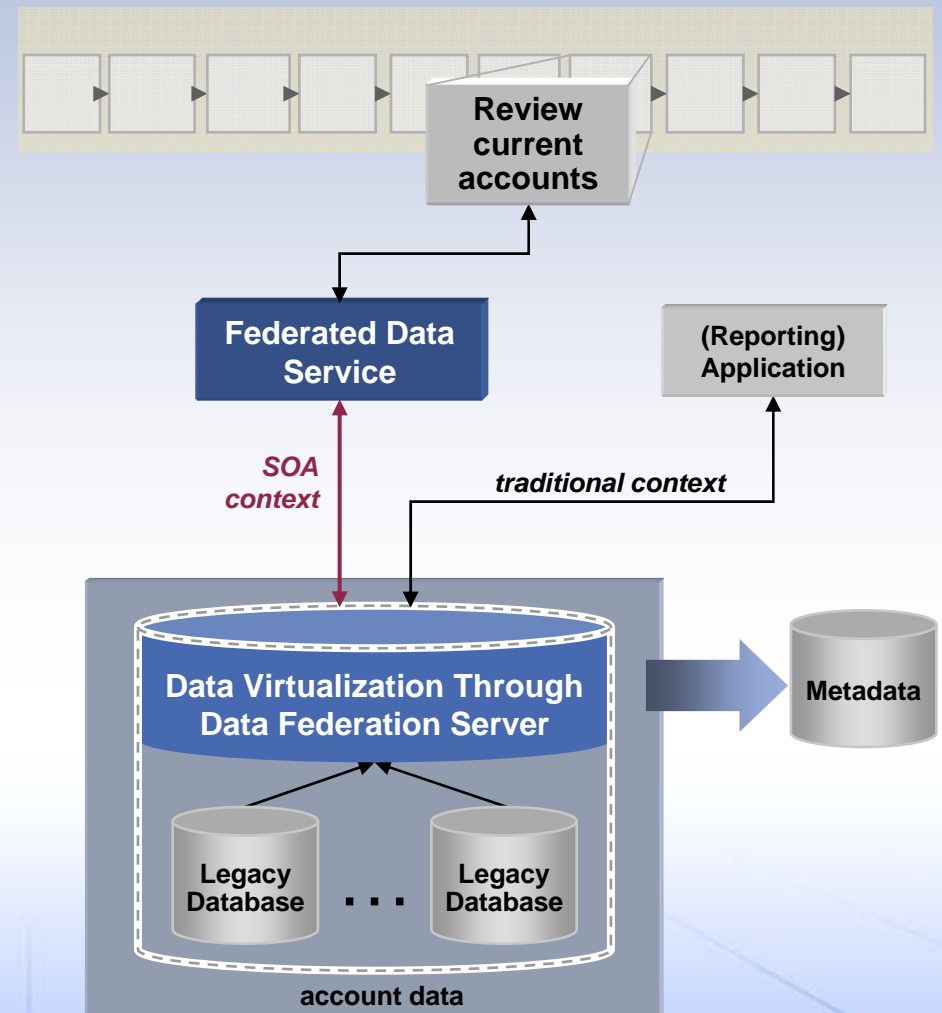 Review
current
accounts
Federated Data
Service
(Reporting)
Application
SOA
context
traditional context
Data Virtualization Through
Data Federation Server
Metadata
Legacy
Database
. . .
Legacy
Database
account data